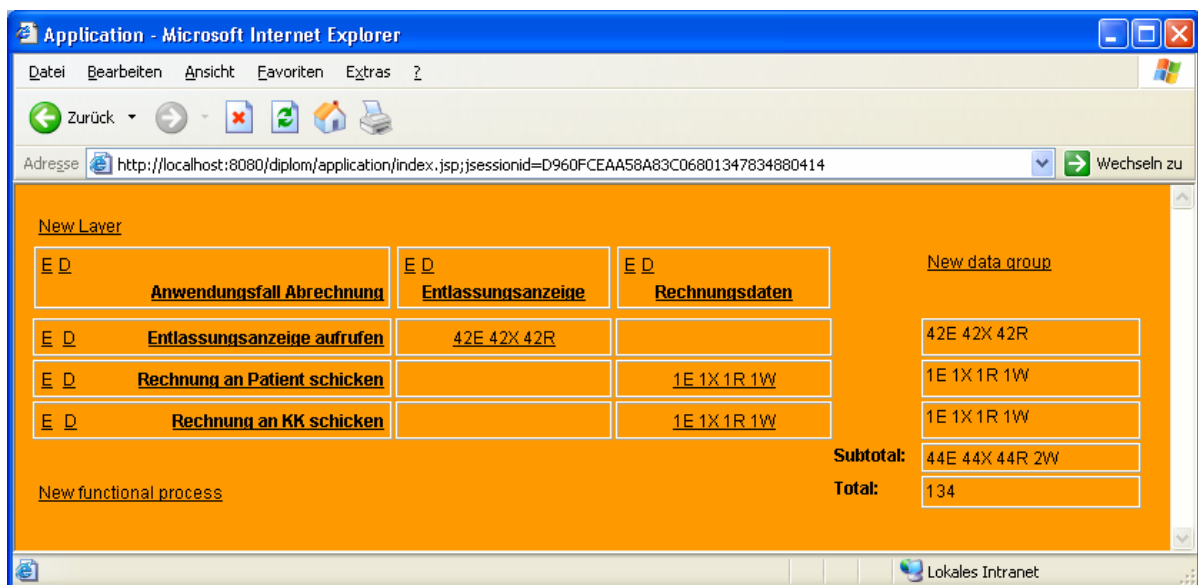 Application - Microsoft Internet Explorer
Datei Bearbeiten Ansicht Favoriten Extras ?
Zurück
Adresse http://localhost:8080/diplom/application/index.jsp;jsessionid=D960FCEAA58A83C06801347834880414 Wechseln zu
New Layer
E D E D E D New data group
Anwendungsfall Abrechnung Entlassungsanzeige Rechnungsdaten
E D Entlassungsanzeige aufrufen 42E 42X 42R 42E 42X 42R
E D Rechnung an Patient schicken 1E 1X 1R 1W 1E 1X 1R 1W
E D Rechnung an KK schicken 1E 1X 1R 1W 1E 1X 1R 1W
Subtotal: 44E 44X 44R 2W
Total: 134
New functional process
Lokales Intranet